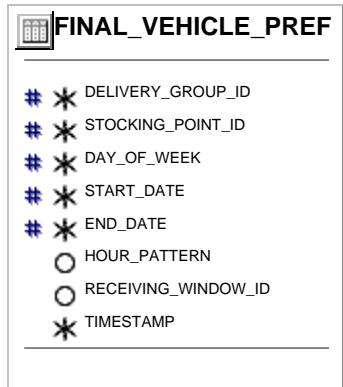 FINAL_VEHICLE_PREF
# * DELIVERY_GROUP_ID
# * STOCKING_POINT_ID
# * DAY_OF_WEEK
# * START_DATE
# * END_DATE
HOUR_PATTERN
RECEIVING_WINDOW_ID
* TIMESTAMP